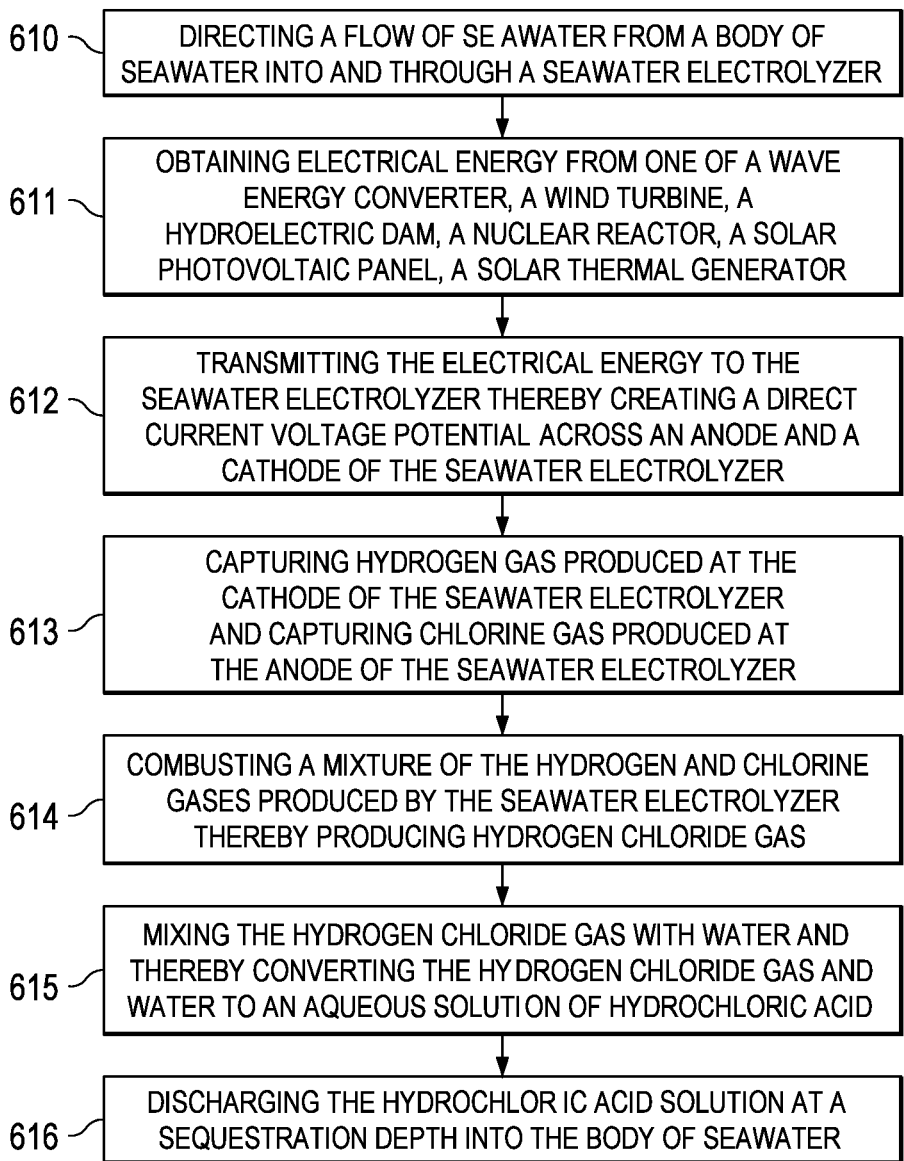 610
DIRECTING A FLOW OF SE AWATER FROM A BODY OF
SEAWATER INTO AND THROUGH A SEAWATER ELECTROLYZER
611
OBTAINING ELECTRICAL ENERGY FROM ONE OF A WAVE
ENERGY CONVERTER, A WIND TURBINE, A
HYDROELECTRIC DAM, A NUCLEAR REACTOR, A SOLAR
PHOTOVOLTAIC PANEL, A SOLAR THERMAL GENERATOR
612
TRANSMITTING THE ELECTRICAL ENERGY TO THE
SEAWATER ELECTROLYZER THEREBY CREATING A DIRECT
CURRENT VOLTAGE POTENTIAL ACROSS AN ANODE AND A
CATHODE OF THE SEAWATER ELECTROLYZER
613
CAPTURING HYDROGEN GAS PRODUCED AT THE
CATHODE OF THE SEAWATER ELECTROLYZER
AND CAPTURING CHLORINE GAS PRODUCED AT
THE ANODE OF THE SEAWATER ELECTROLYZER
614
COMBUSTING A MIXTURE OF THE HYDROGEN AND CHLORINE
GASES PRODUCED BY THE SEAWATER ELECTROLYZER
THEREBY PRODUCING HYDROGEN CHLORIDE GAS
615
MIXING THE HYDROGEN CHLORIDE GAS WITH WATER AND
THEREBY CONVERTING THE HYDROGEN CHLORIDE GAS AND
WATER TO AN AQUEOUS SOLUTION OF HYDROCHLORIC ACID
616
DISCHARGING THE HYDROCHLOR IC ACID SOLUTION AT A
SEQUESTRATION DEPTH INTO THE BODY OF SEAWATER